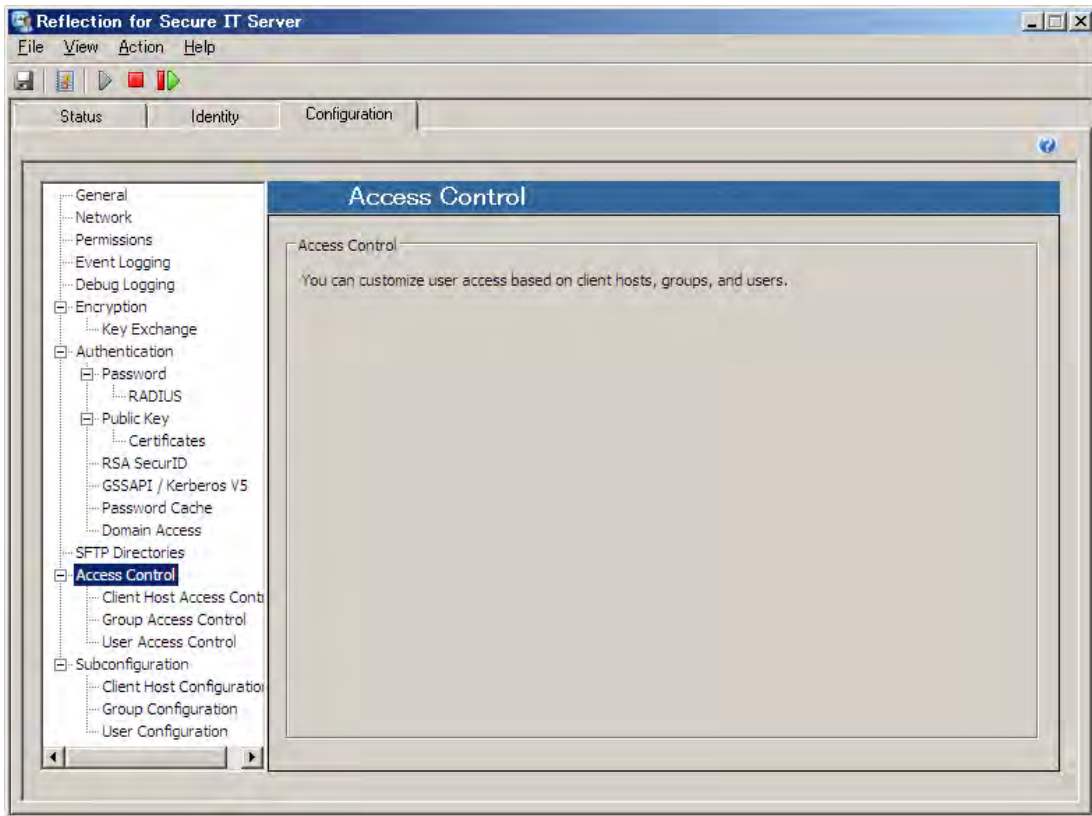 Reflection for Secure IT Server
File View Action Help
Status Identity Configuration
General
Network
Permissions
Event Logging
Debug Logging
Encryption
Key Exchange
Authentication
Password
RADIUS
Public Key
Certificates
RSA SecurID
GSSAPI / Kerberos V5
Password Cache
Domain Access
SFTP Directories
Access Control
Client Host Access Contr
Group Access Control
User Access Control
Subconfiguration
Client Host Configuration
Group Configuration
User Configuration
Access Control
Access Control
You can customize user access based on client hosts, groups, and users.